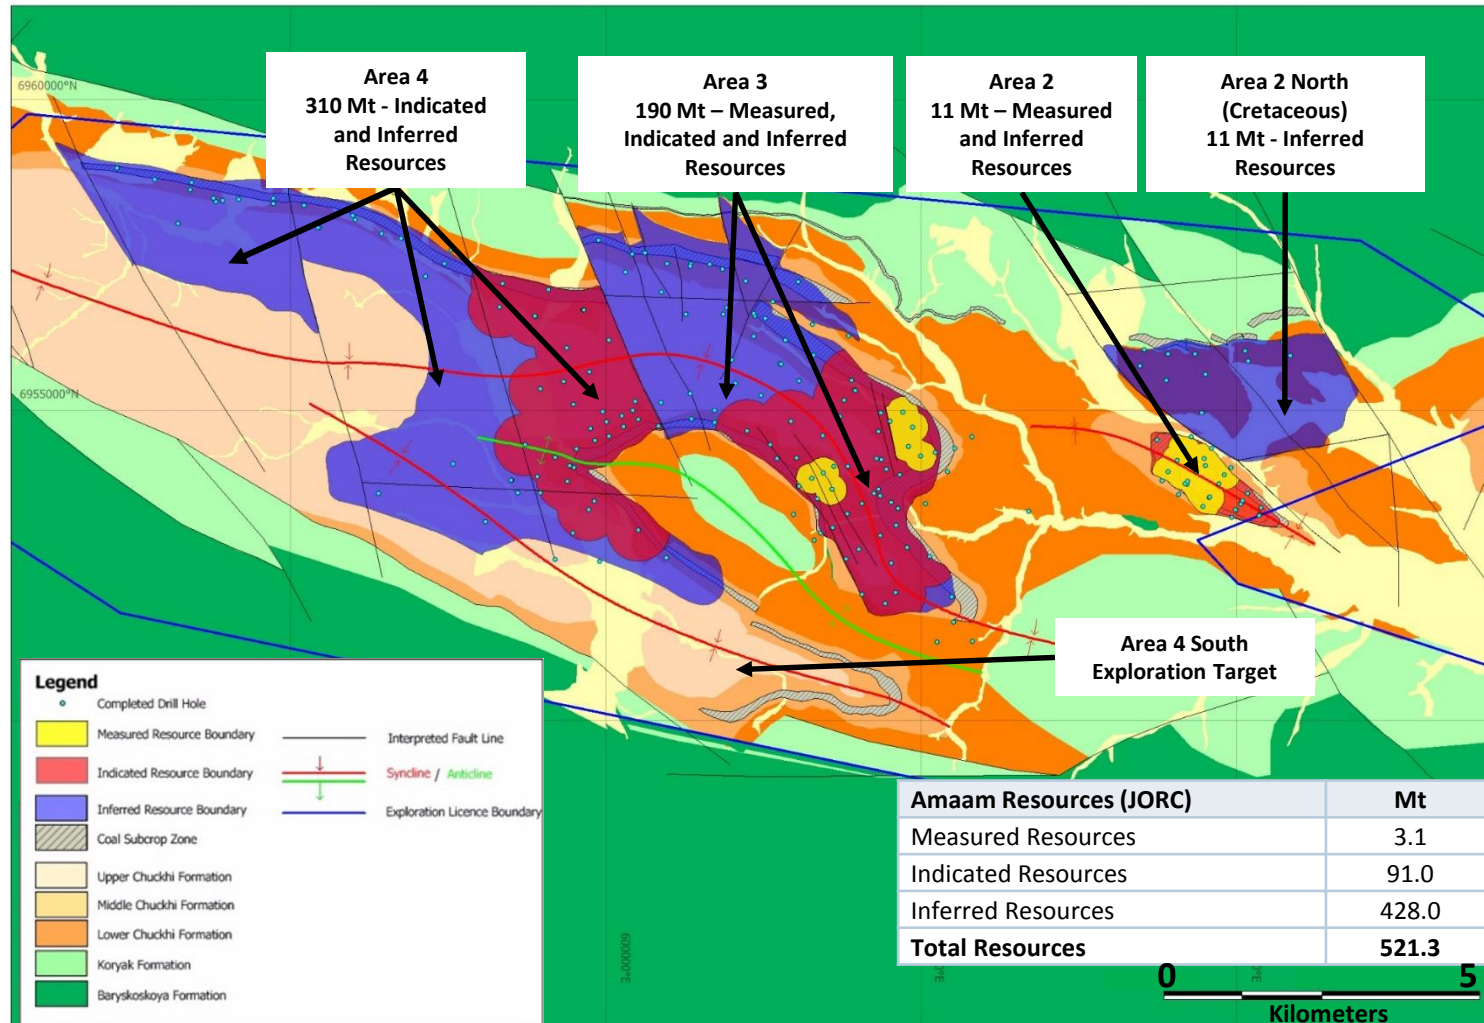 6960000°N
Area 4
310 Mt - Indicated
and Inferred
Resources
Area 3
190 Mt – Measured,
Indicated and Inferred
Resources
Area 2
11 Mt – Measured
and Inferred
Resources
Area 2 North
(Cretaceous)
11 Mt - Inferred
Resources
6955000°N
Area 4 South
Exploration Target
Legend
Completed Drill Hole
Measured Resource Boundary
Indicated Resource Boundary
Inferred Resource Boundary
Coal Subcrop Zone
Upper Chuckhi Formation
Middle Chuckhi Formation
Lower Chuckhi Formation
Koryak Formation
Baryskoskoya Formation
Interpreted Fault Line
Syncline / Anticline
Exploration Licence Boundary
Amaam Resources (JORC) Mt
Measured Resources 3.1
Indicated Resources 91.0
Inferred Resources 428.0
Total Resources 521.3
600000°E
0°E
0°E
0 5
Kilometers